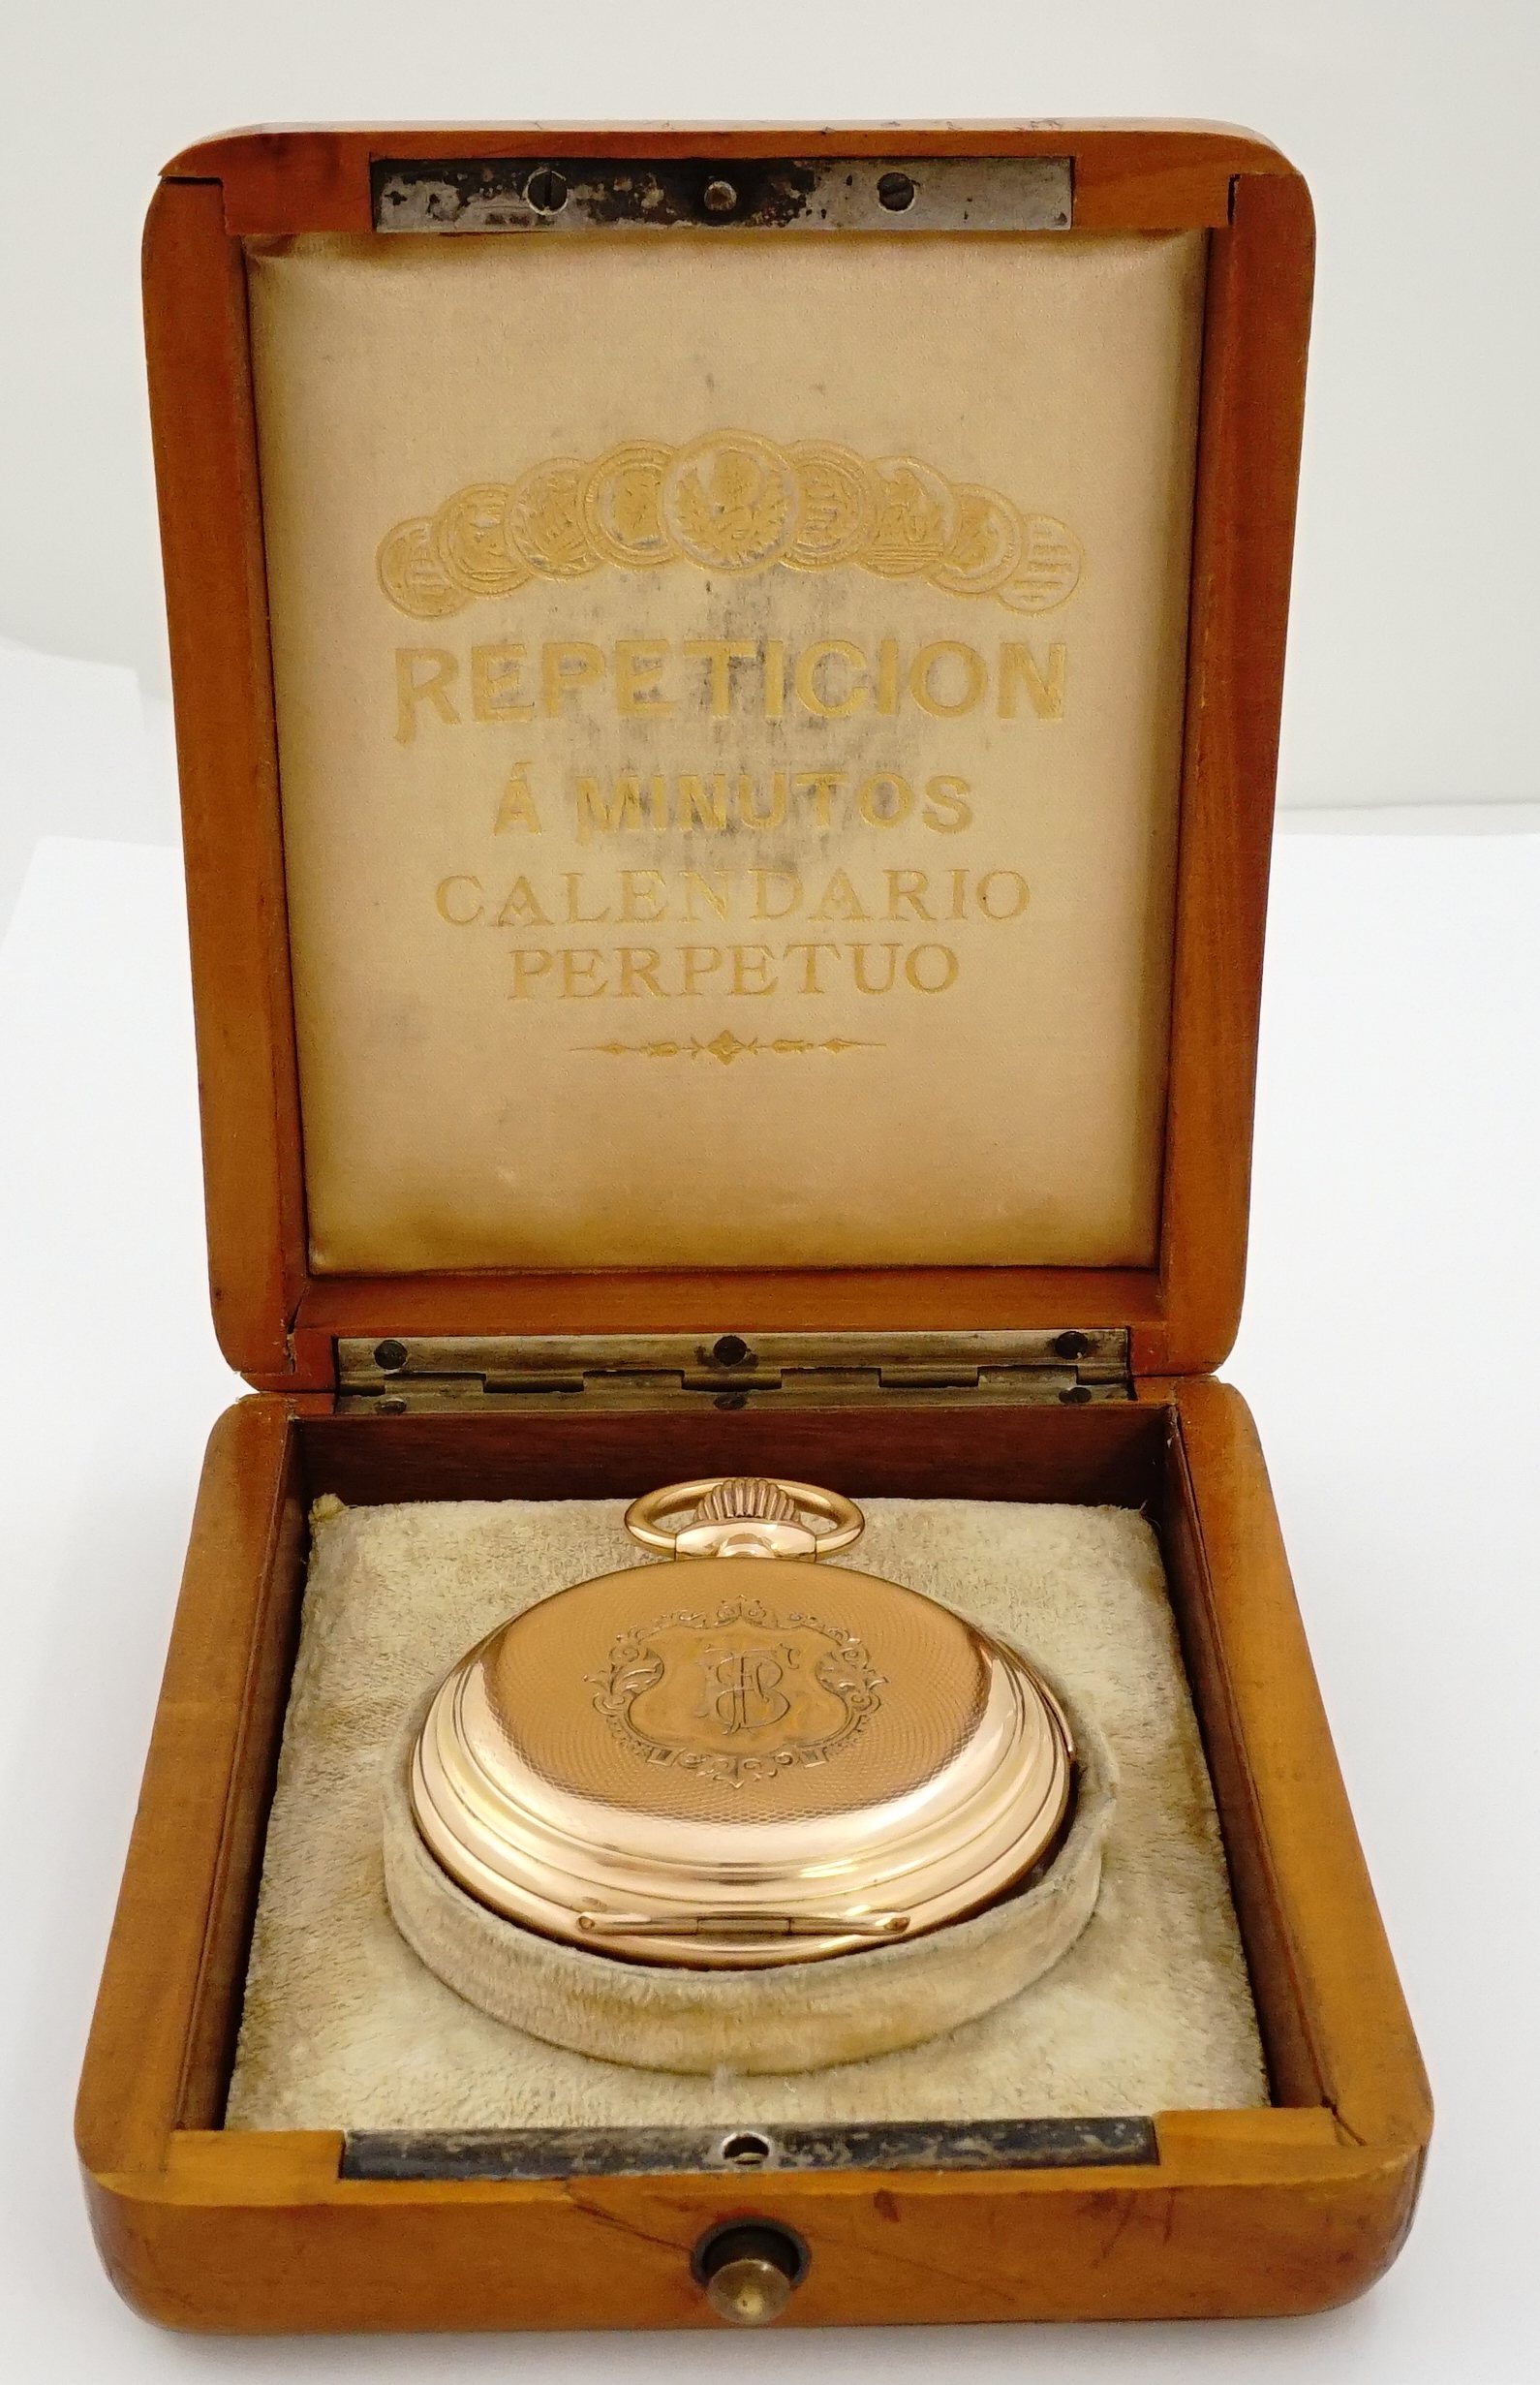 REPETICION
Á MINUTOS
CALENDARIO
PERPETUO